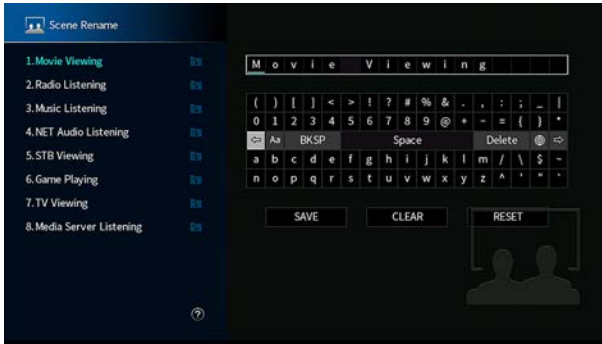 Scene Rename
1.Movie Viewing
2.Radio Listening
3.Music Listening
4.NET Audio Listening
5.STB Viewing
6.Game Playing
7.TV Viewing
8.Media Server Listening
?
Movie Viewing
( ) [ ] < > ! ? # % & . , : ; _ |
0 1 2 3 4 5 6 7 8 9 @ + - = { } *
⇦ Aa BKSP Space Delete ⇨
a b c d e f g h i j k l m / \ $ ~
n o p q r s t u v w x y z ^ ' " `
SAVE CLEAR RESET